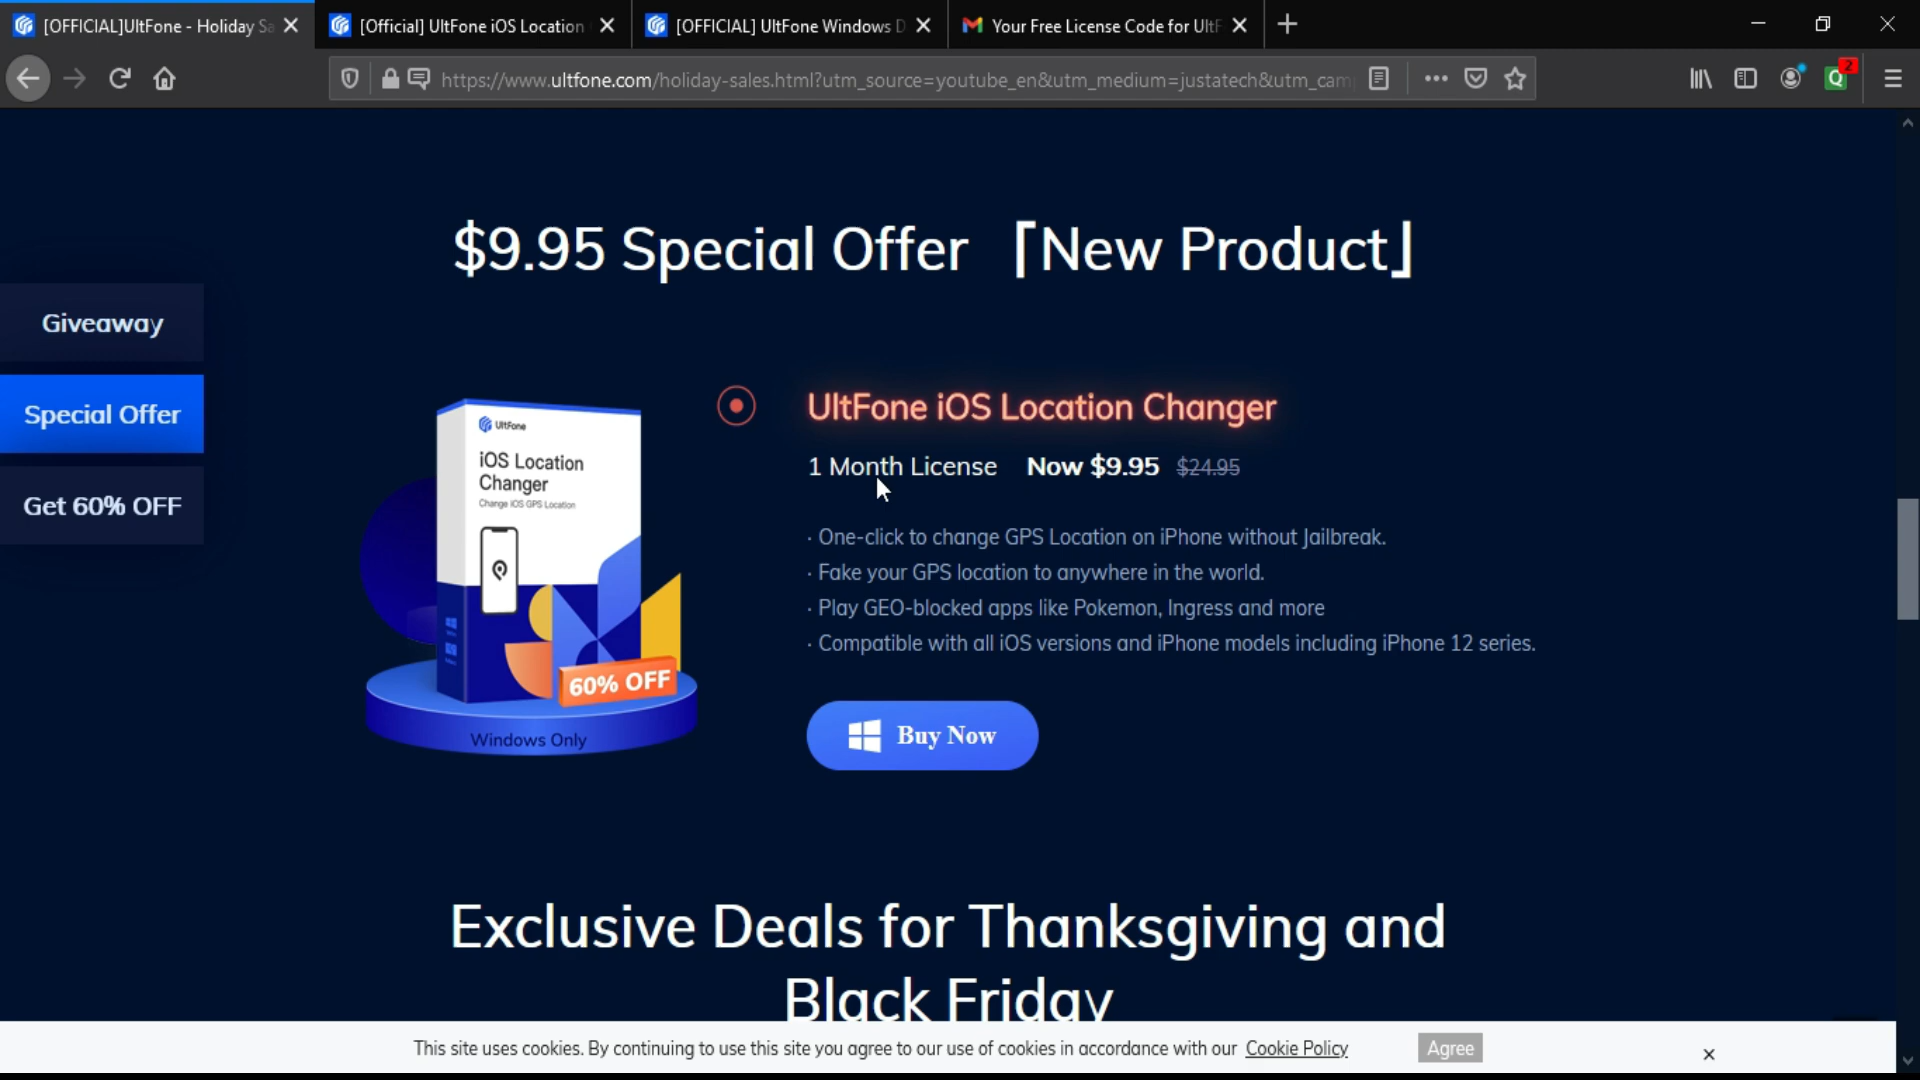 [OFFICIAL]UltFone - Holiday Sa
[Official] UltFone iOS Location
[OFFICIAL] UltFone Windows D
Your Free License Code for UltF
https://www.ultfone.com/holiday-sales.html?utm_source=youtube_en&utm_medium=justatech&utm_cam
Q
2
$9.95 Special Offer「New Product」
Giveaway
Special Offer
Get 60% OFF
UltFone
iOS Location
Changer
Change iOS GPS Location
60% OFF
Windows Only
UltFone iOS Location Changer
1 Month License Now $9.95 $24.95
· One-click to change GPS Location on iPhone without Jailbreak.
· Fake your GPS location to anywhere in the world.
· Play GEO-blocked apps like Pokemon, Ingress and more
· Compatible with all iOS versions and iPhone models including iPhone 12 series.
Buy Now
Exclusive Deals for Thanksgiving and
Black Friday
This site uses cookies. By continuing to use this site you agree to our use of cookies in accordance with our Cookie Policy
Agree